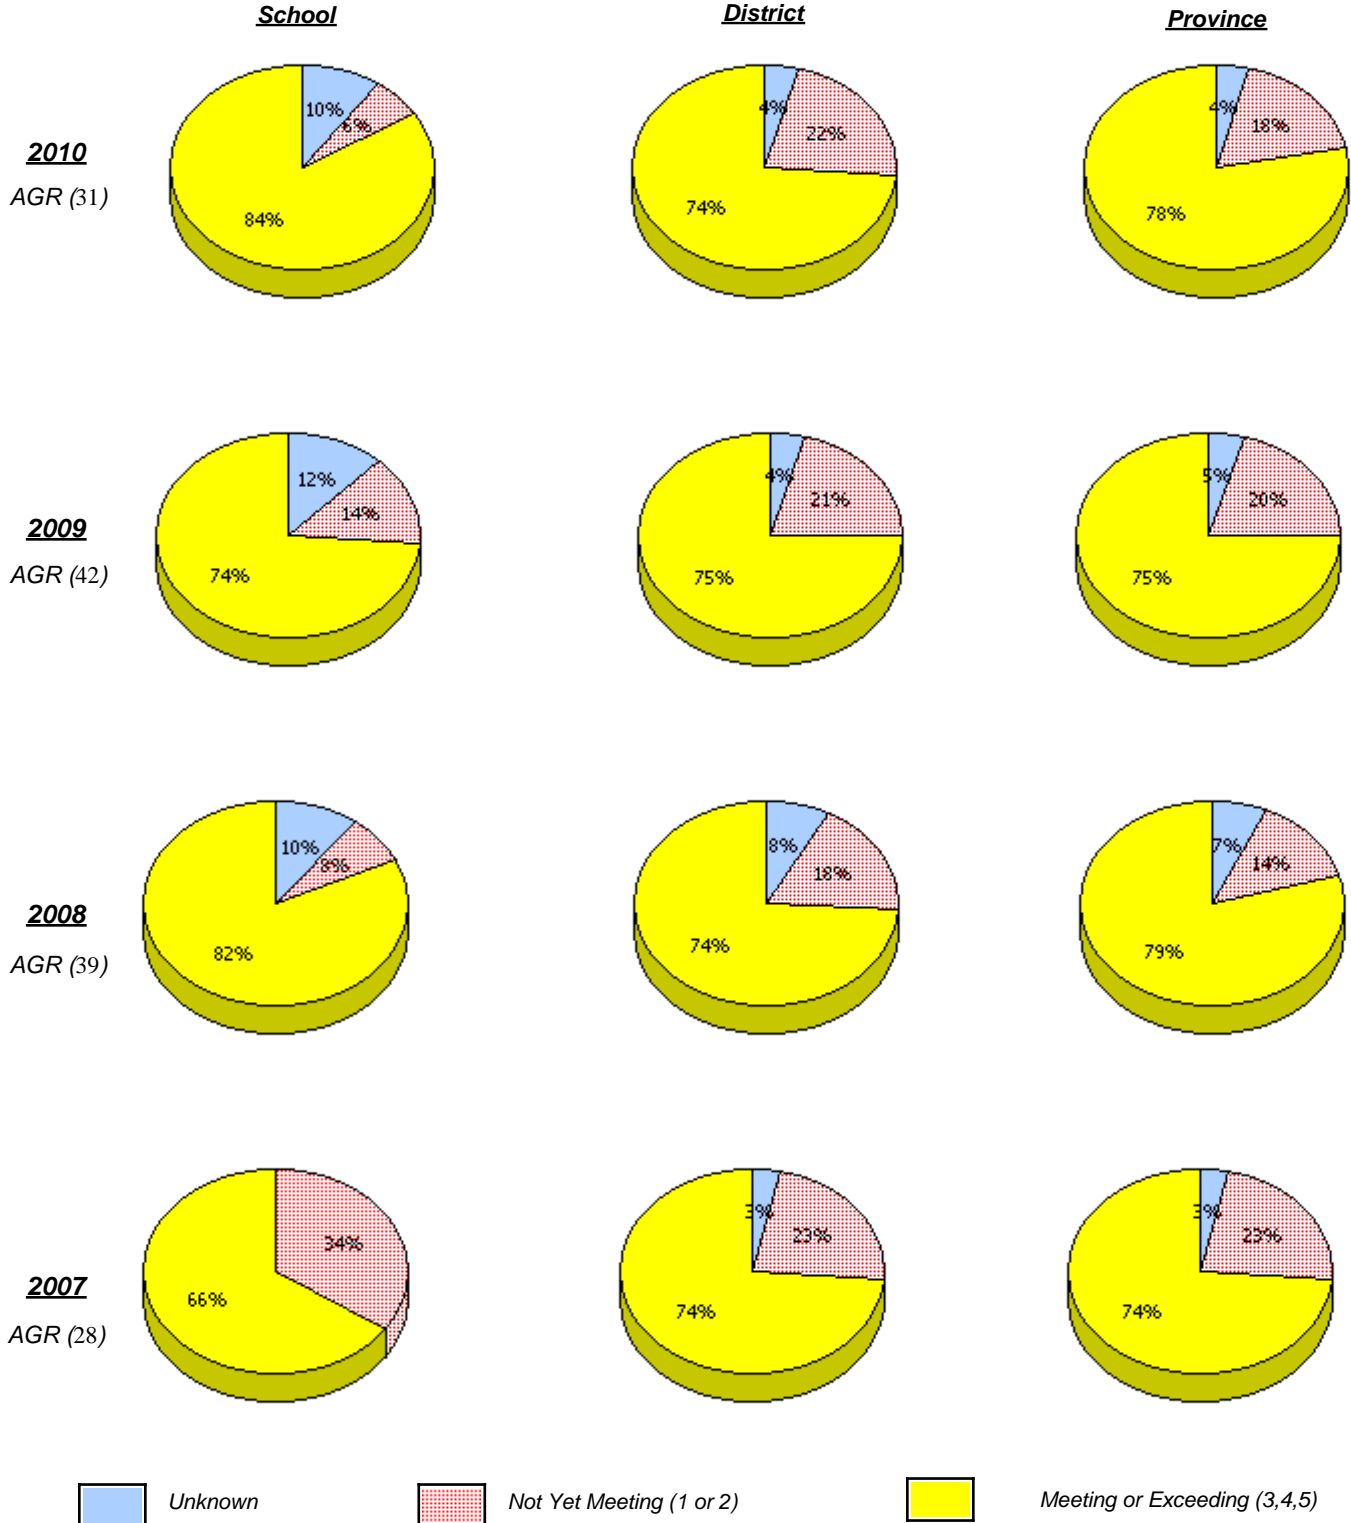 School District Province
2010
AGR (31)
10% 6% 84%
4% 22% 74%
4% 18% 78%
2009
AGR (42)
12% 14% 74%
4% 21% 75%
5% 20% 75%
2008
AGR (39)
10% 8% 82%
8% 18% 74%
7% 14% 79%
2007
AGR (28)
34% 66%
3% 23% 74%
3% 23% 74%
Unknown Not Yet Meeting (1 or 2) Meeting or Exceeding (3,4,5)